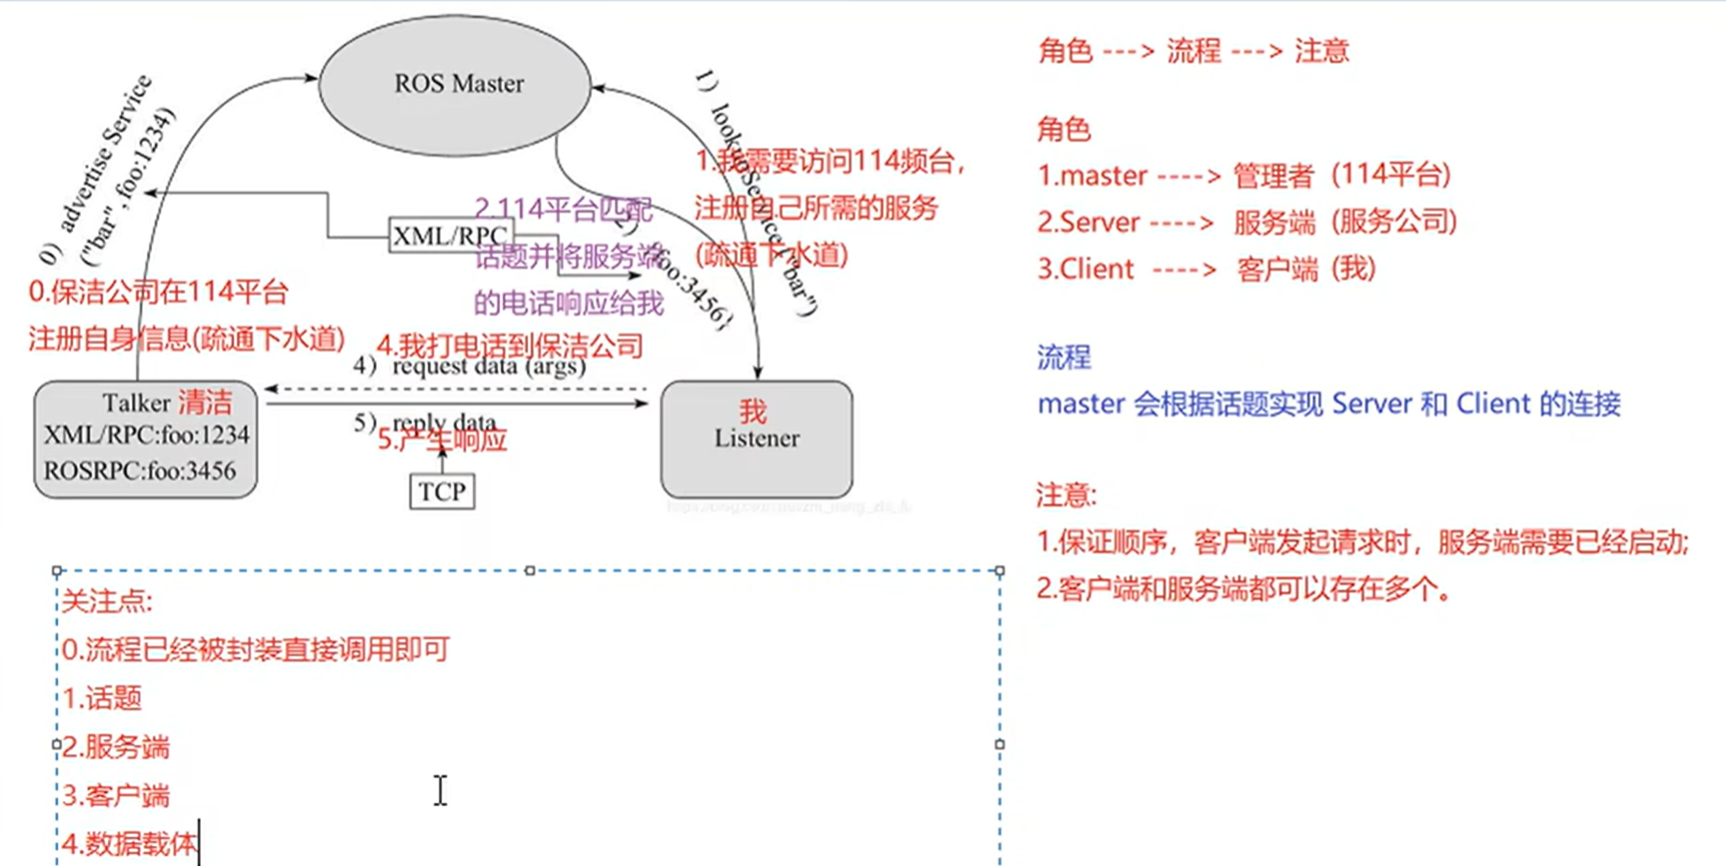 ROS Master
0) advertise Service
("bar",foo:1234)
1) lookupService("bar")
1.我需要访问114频台,
注册自己所需的服务
(疏通下水道)
XML/RPC
2.114平台匹配
话题并将服务端
的电话响应给我
2) {foo:3456}
0.保洁公司在114平台
注册自身信息(疏通下水道)
4.我打电话到保洁公司
4) request data (args)
5) reply data
5.产生响应
TCP
Talker 清洁
XML/RPC:foo:1234
ROSRPC:foo:3456
我
Listener
关注点:
0.流程已经被封装直接调用即可
1.话题
2.服务端
3.客户端
4.数据载体
角色 ---> 流程 ---> 注意
角色
1.master ----> 管理者 (114平台)
2.Server ----> 服务端 (服务公司)
3.Client ----> 客户端 (我)
流程
master 会根据话题实现 Server 和 Client 的连接
注意:
1.保证顺序，客户端发起请求时，服务端需要已经启动;
2.客户端和服务端都可以存在多个。